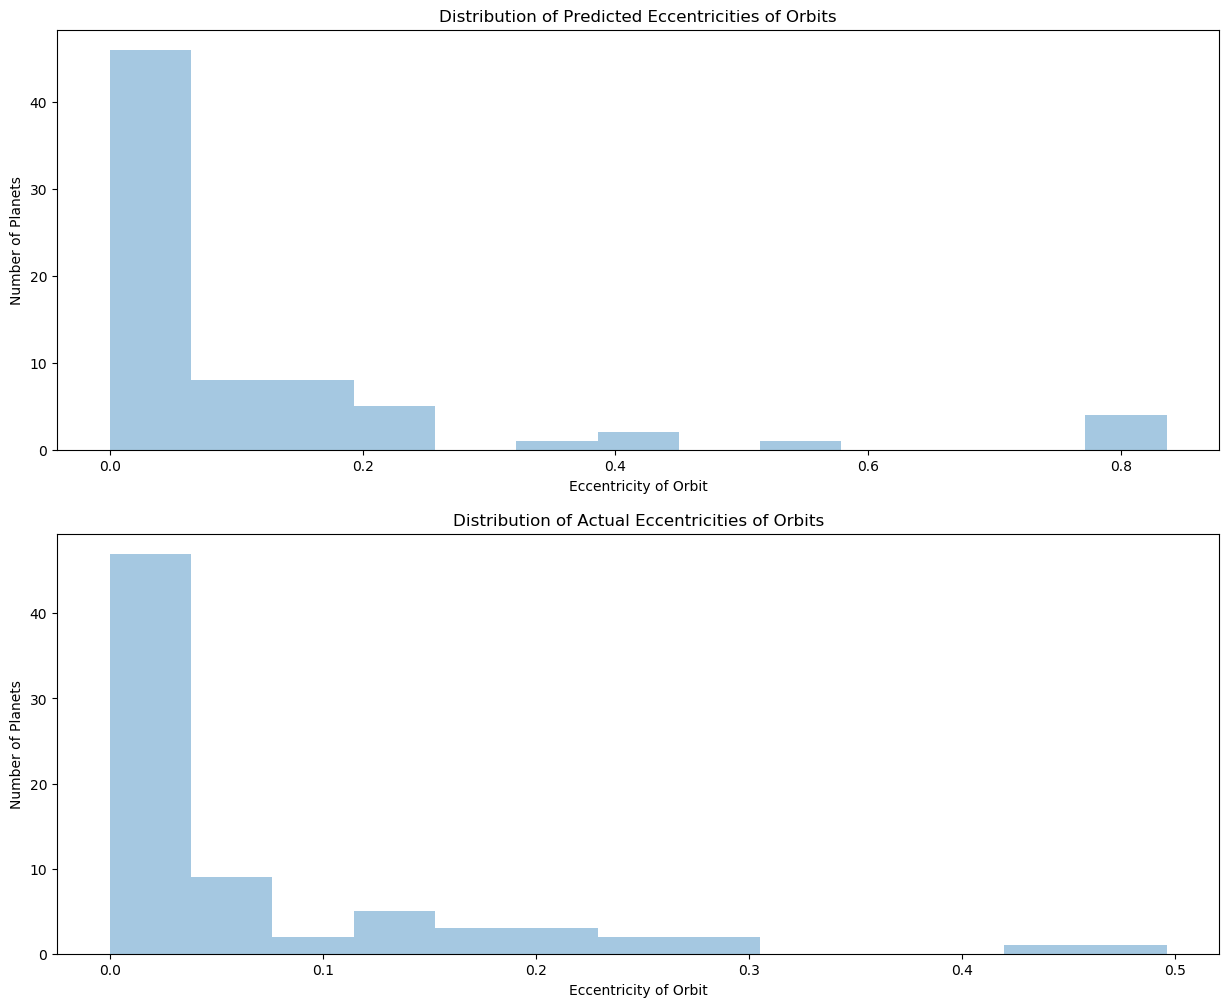 Distribution of Predicted Eccentricities of Orbits
40
30
20
10
0
Number of Planets
0.0 0.2 0.4 0.6 0.8
Eccentricity of Orbit
Distribution of Actual Eccentricities of Orbits
40
30
20
10
0
Number of Planets
0.0 0.1 0.2 0.3 0.4 0.5
Eccentricity of Orbit